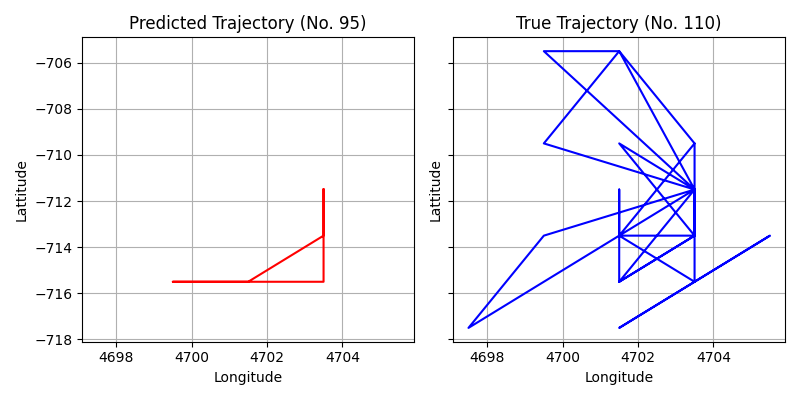 Predicted Trajectory (No. 95)
True Trajectory (No. 110)
−706
−708
−710
−712
−714
−716
−718
Lattitude
Lattitude
4698
4700
4702
4704
4698
4700
4702
4704
Longitude
Longitude